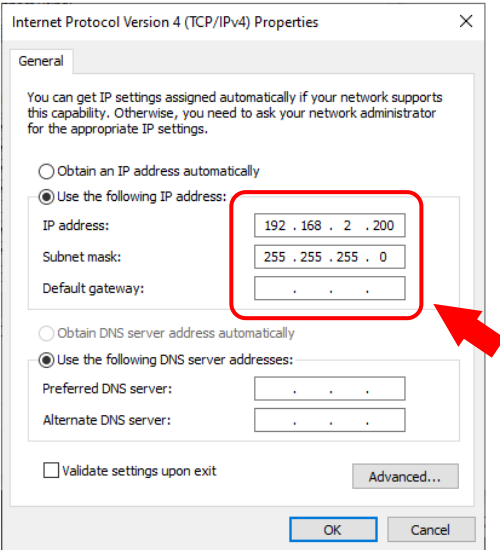 Internet Protocol Version 4 (TCP/IPv4) Properties
General
You can get IP settings assigned automatically if your network supports
this capability. Otherwise, you need to ask your network administrator
for the appropriate IP settings.
Obtain an IP address automatically
Use the following IP address:
IP address: 192 . 168 . 2 . 200
Subnet mask: 255 . 255 . 255 . 0
Default gateway: . . .
Obtain DNS server address automatically
Use the following DNS server addresses:
Preferred DNS server: . . .
Alternate DNS server: . . .
Validate settings upon exit
Advanced...
OK Cancel